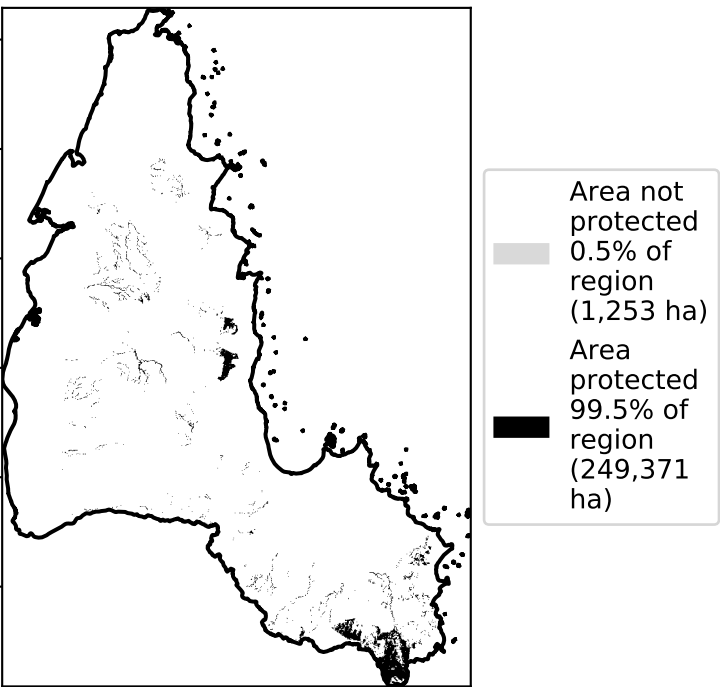 Area not
protected
0.5% of
region
(1,253 ha)
Area
protected
99.5% of
region
(249,371
ha)